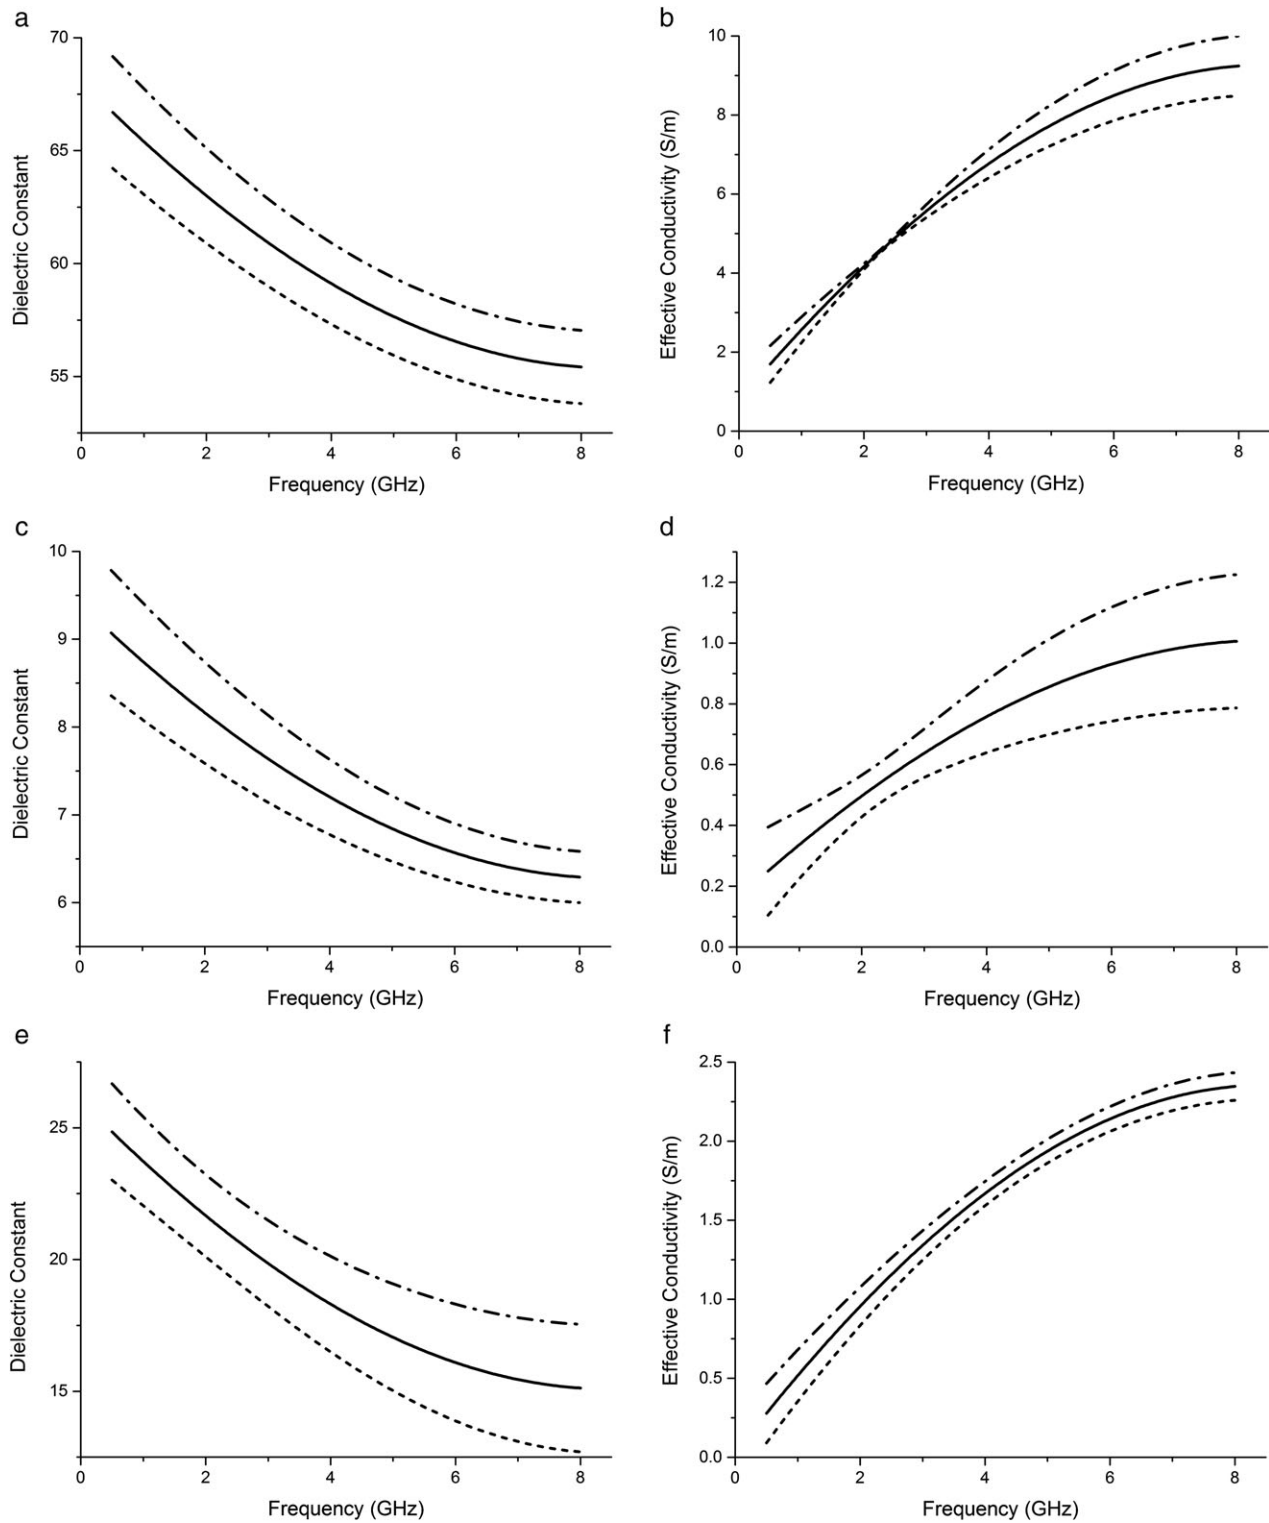 a
70
65
60
55
Dielectric Constant
0 2 4 6 8
Frequency (GHz)
b
10
8
6
4
2
0
Effective Conductivity (S/m)
0 2 4 6 8
Frequency (GHz)
c
10
9
8
7
6
Dielectric Constant
0 2 4 6 8
Frequency (GHz)
d
1.2
1.0
0.8
0.6
0.4
0.2
0.0
Effective Conductivity (S/m)
0 2 4 6 8
Frequency (GHz)
e
25
20
15
Dielectric Constant
0 2 4 6 8
Frequency (GHz)
f
2.5
2.0
1.5
1.0
0.5
0.0
Effective Conductivity (S/m)
0 2 4 6 8
Frequency (GHz)